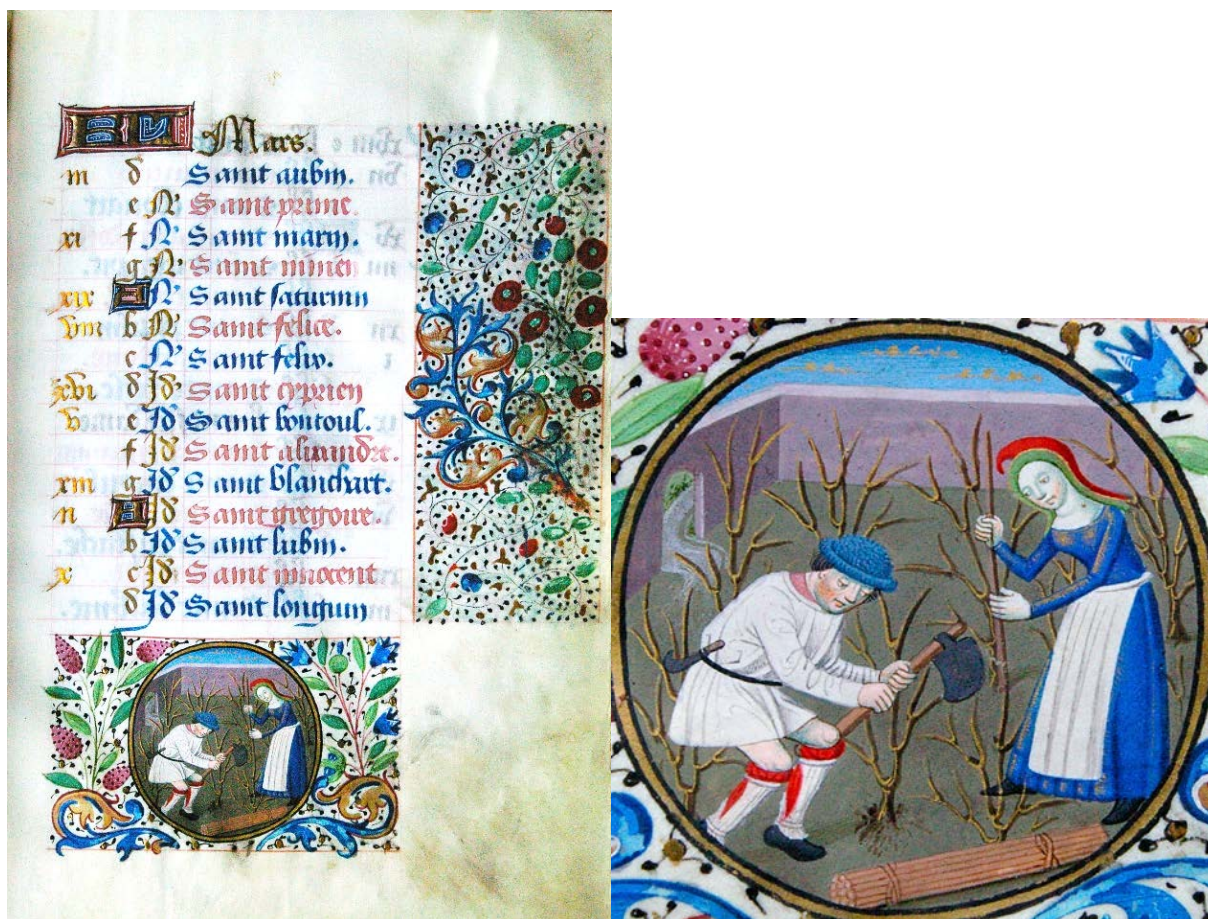 KL Mars.
iii d Saint aubin.
e N Saint prime.
xi f N Saint marin.
g N Saint
xix A N Saint saturnin
viii b N Saint felice.
c N Saint felix.
xvi d Id Saint cyprien
v e Id Saint bontoul.
f Id Saint alixandre.
xiii g Id Saint blanchart.
ii A Id Saint gregoire.
b Id Saint lubin.
x c Id Saint innocent
d Id Saint longuin